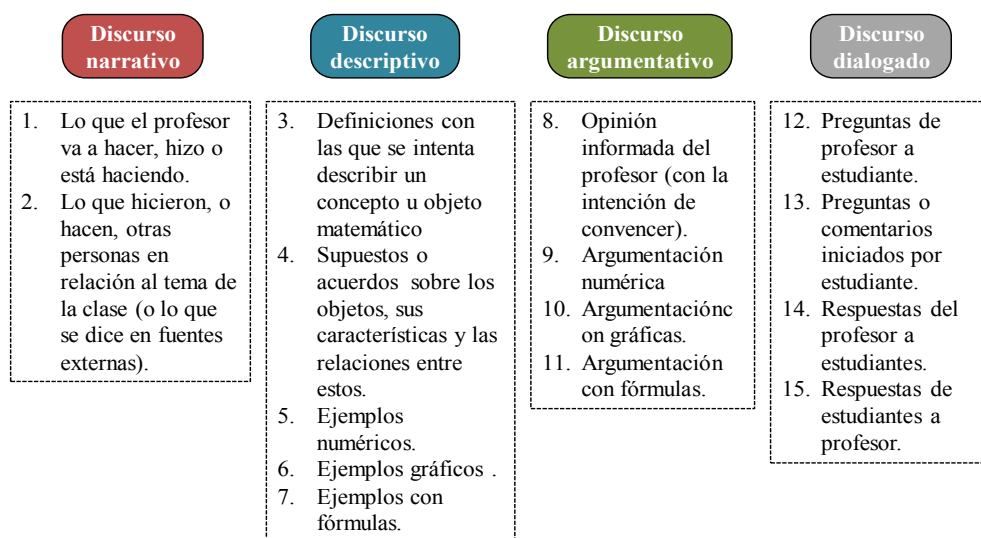 Discurso
narrativo
1. Lo que el profesor
va a hacer, hizo o
está haciendo.
2. Lo que hicieron, o
hacen, otras
personas en
relación al tema de
la clase (o lo que
se dice en fuentes
externas).
Discurso
descriptivo
3. Definiciones con
las que se intenta
describir un
concepto u objeto
matemático
4. Supuestos o
acuerdos sobre los
objetos, sus
características y las
relaciones entre
estos.
5. Ejemplos
numéricos.
6. Ejemplos gráficos .
7. Ejemplos con
fórmulas.
Discurso
argumentativo
8. Opinión
informada del
profesor (con la
intención de
convencer).
9. Argumentación
numérica
10. Argumentaciónc
on gráficas.
11. Argumentación
con fórmulas.
Discurso
dialogado
12. Preguntas de
profesor a
estudiante.
13. Preguntas o
comentarios
iniciados por
estudiante.
14. Respuestas del
profesor a
estudiantes.
15. Respuestas de
estudiantes a
profesor.